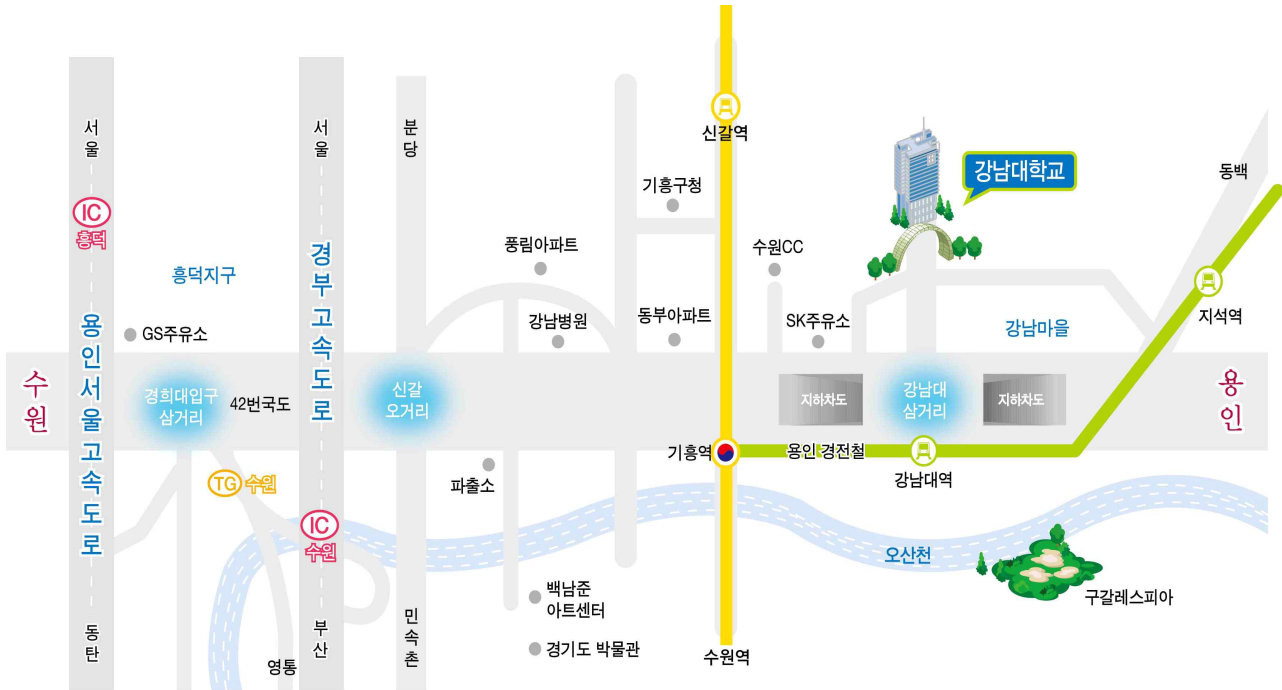 서울
서울
분당
신갈역
강남대학교
동백
기흥구청
IC
흥덕
풍림아파트
수원CC
흥덕지구
경부고속도로
GS주유소
강남병원
동부아파트
SK주유소
강남마을
지석역
용인서울고속도로
수원
경희대입구
삼거리
42번국도
신갈
오거리
지하차도
강남대
삼거리
지하차도
용인
기흥역
용인 경전철
강남대역
TG 수원
파출소
IC
수원
오산천
백남준
아트센터
구갈레스피아
동탄
영통
부산
민속촌
경기도 박물관
수원역